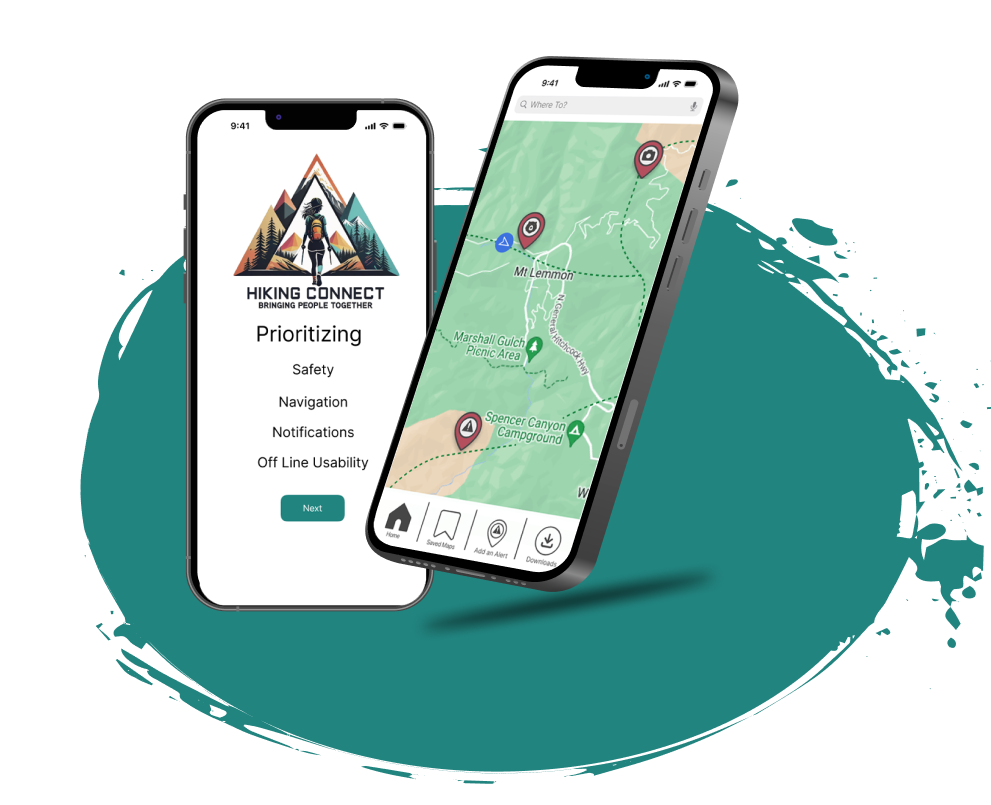 9:41
HIKING CONNECT
BRINGING PEOPLE TOGETHER
Prioritizing
Safety
Navigation
Notifications
Off Line Usability
Next
9:41
Where To?
Mt Lemmon
N General Hitchcock Hwy
Marshall Gulch
Picnic Area
Spencer Canyon
Campground
W
Home
Saved Maps
Add an Alert
Downloads